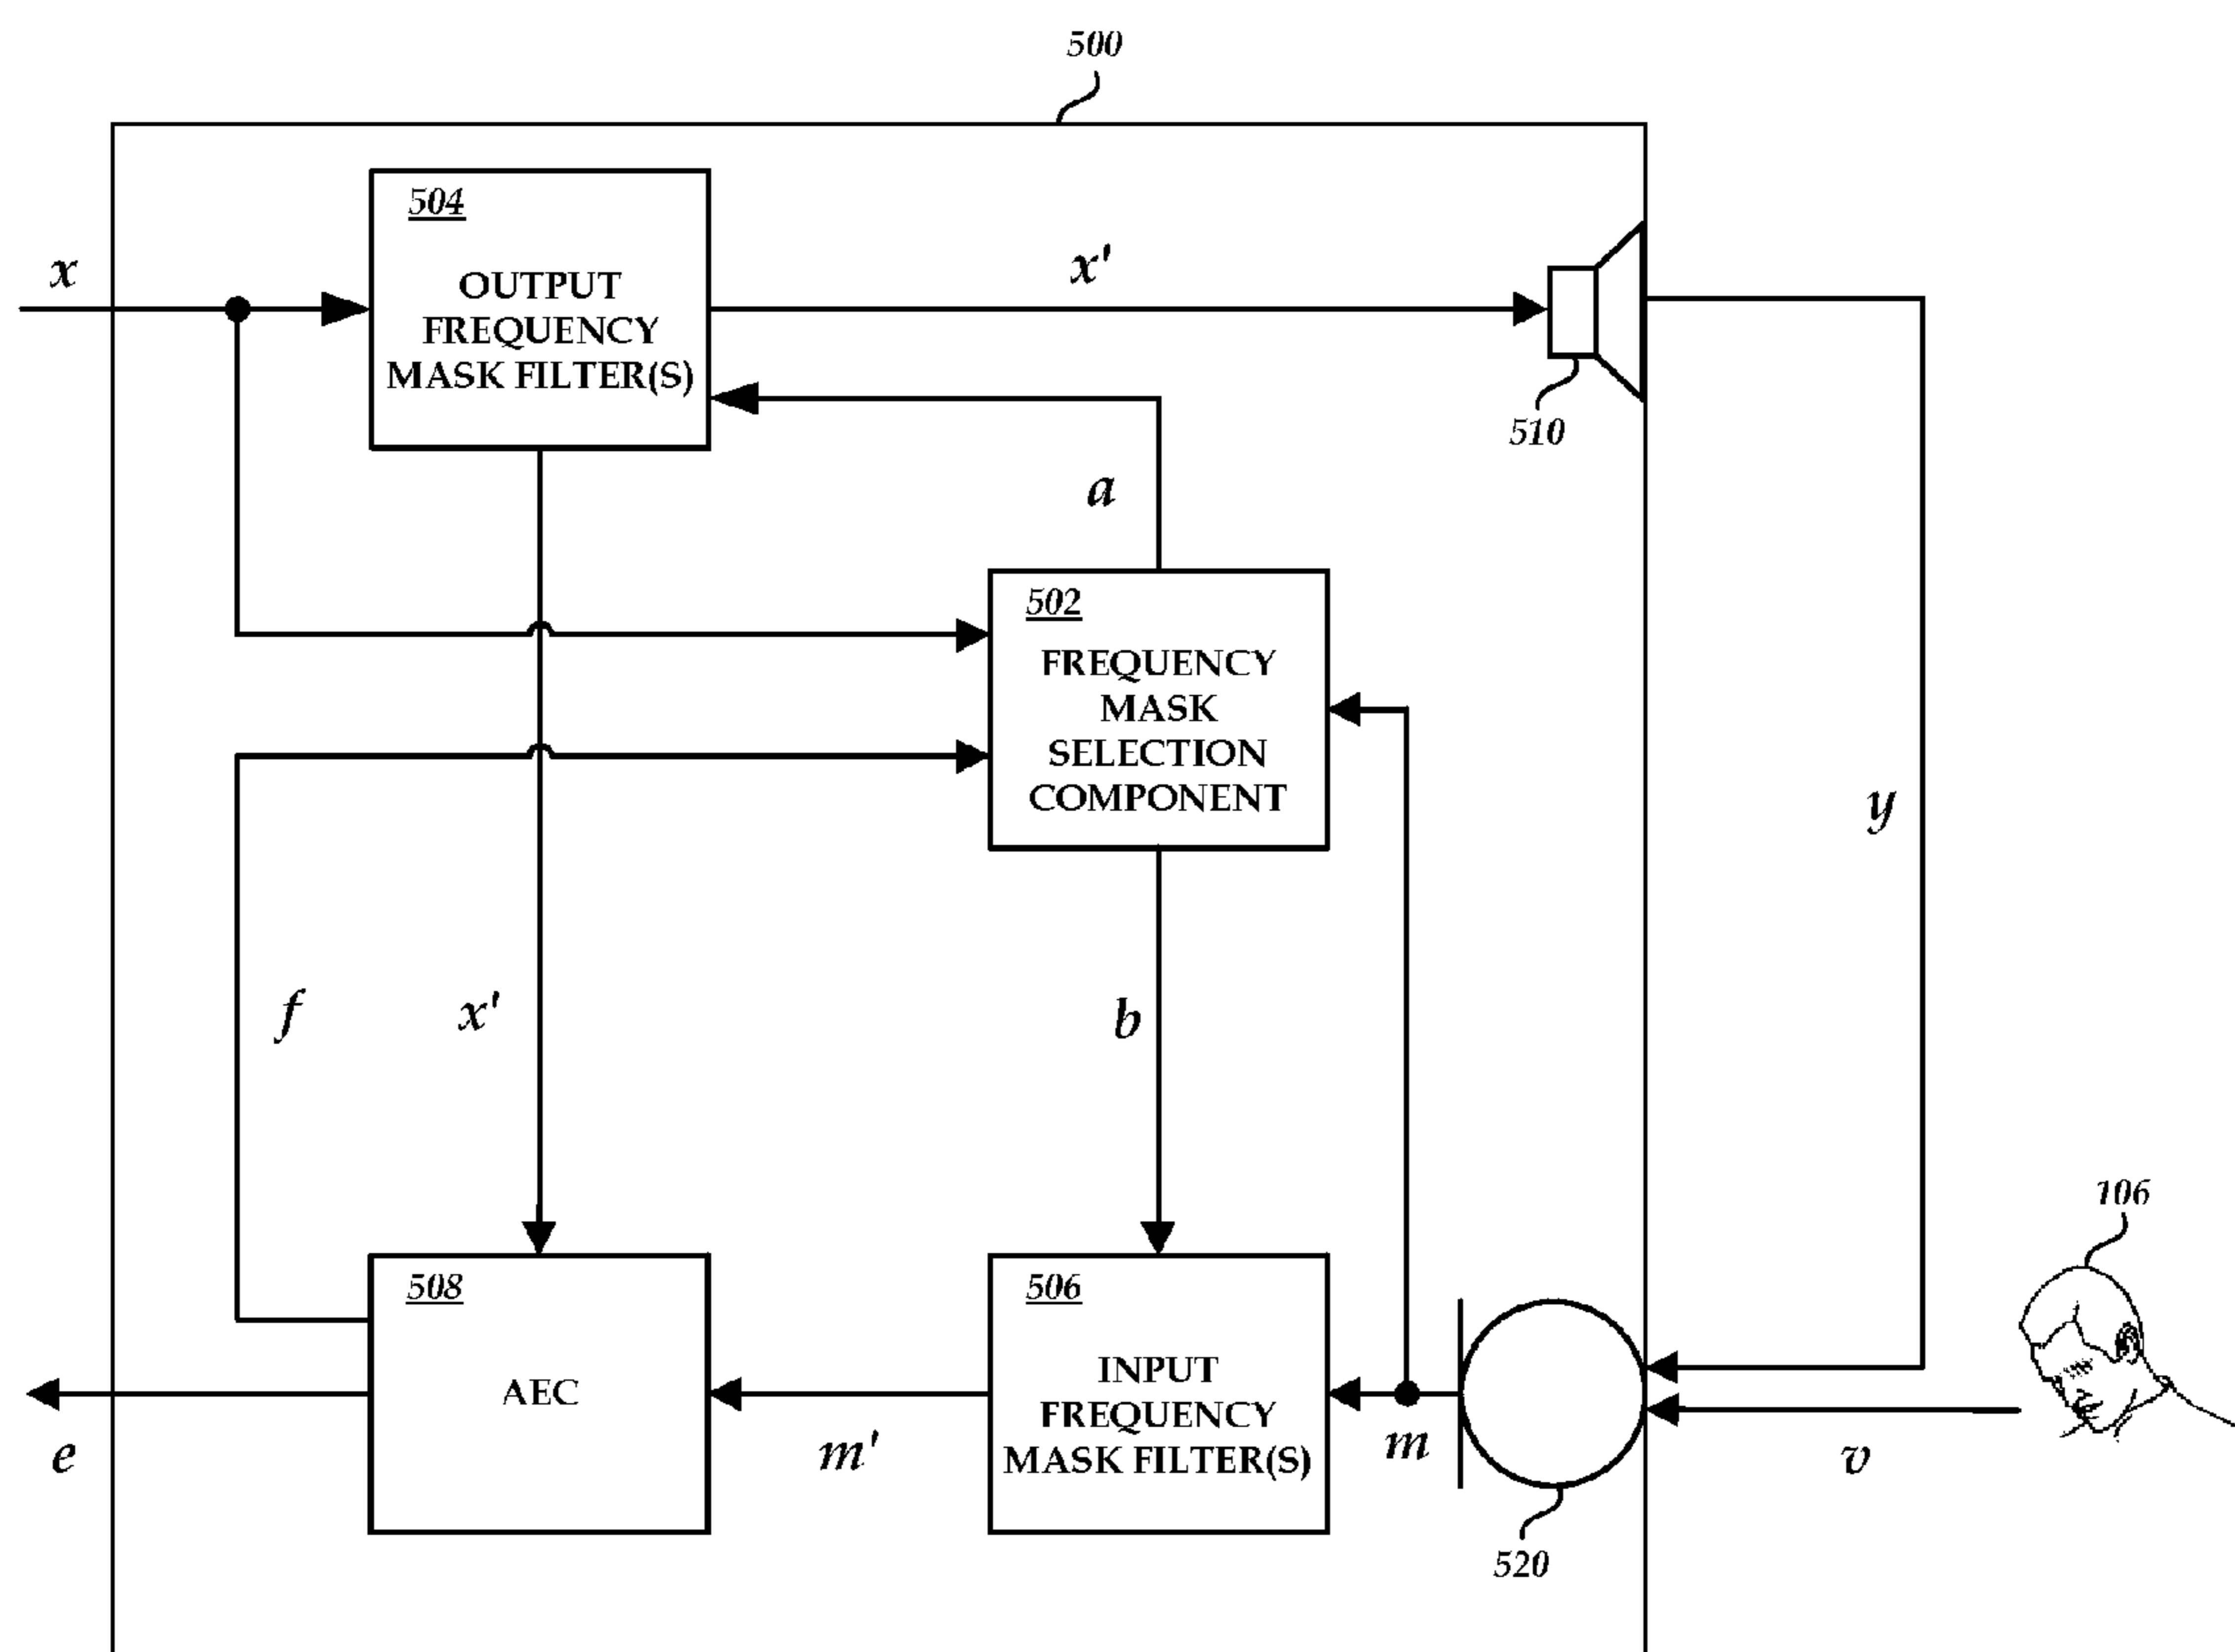 500
504
OUTPUT
FREQUENCY
MASK FILTER(S)
x
x'
510
a
502
FREQUENCY
MASK
SELECTION
COMPONENT
y
f
x'
b
106
508
AEC
506
INPUT
FREQUENCY
MASK FILTER(S)
e
m'
m
v
520